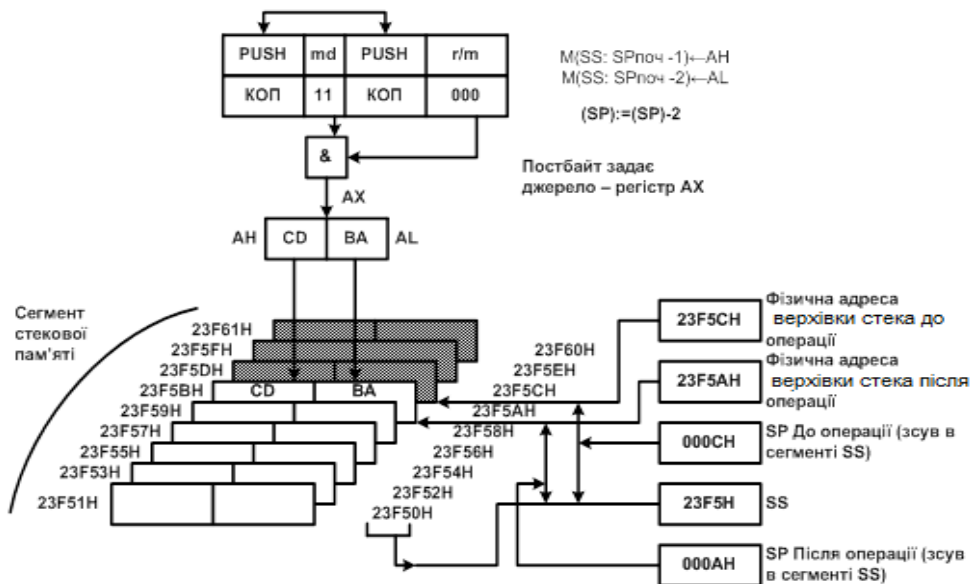 PUSH md PUSH r/m
КОП 11 КОП 000
M(SS: SPпоч -1)←AH
M(SS: SPпоч -2)←AL
(SP):=(SP)-2
&
Постбайт задає
джерело – регістр AX
AX
AH CD BA AL
Сегмент
стекової
пам'яті
23F61H
23F5FH
23F5DH
23F5BH
23F59H
23F57H
23F55H
23F53H
23F51H
CD BA
23F60H
23F5EH
23F5CH
23F5AH
23F58H
23F56H
23F54H
23F52H
23F50H
23F5CH
Фізична адреса
верхівки стека до
операції
23F5AH
Фізична адреса
верхівки стека після
операції
000CH
SP До операції (зсув в
сегменті SS)
23F5H
SS
000AH
SP Після операції (зсув
в сегменті SS)